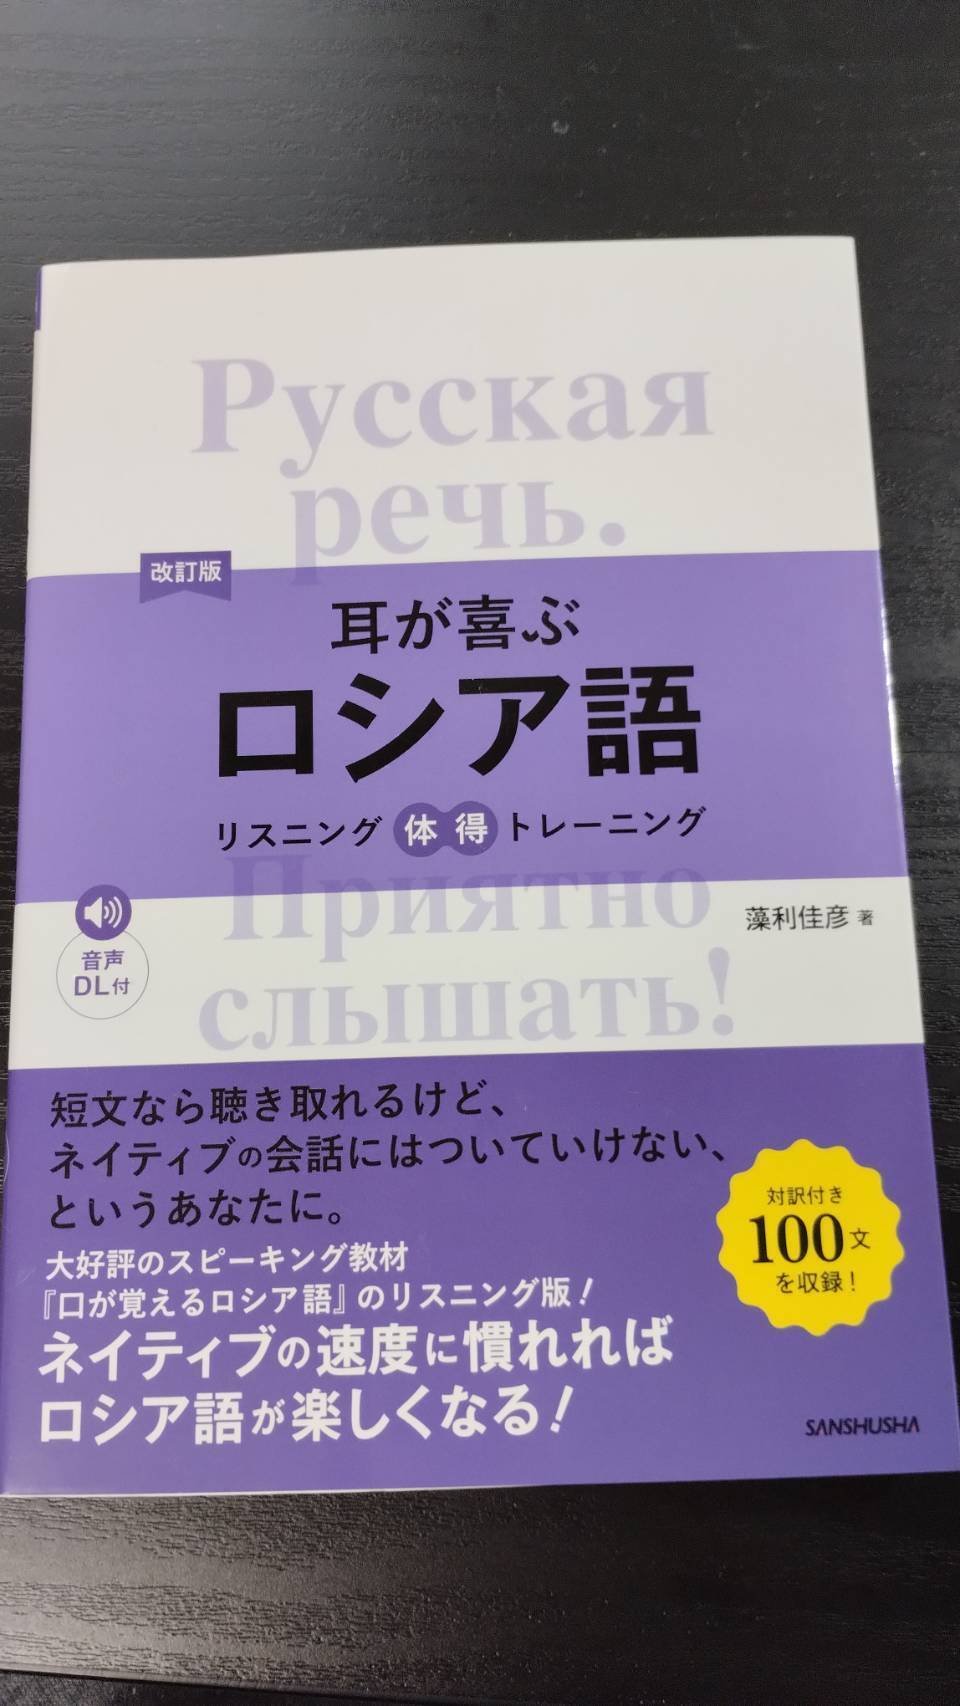 Русская
речь.
改訂版
耳が喜ぶ
ロシア語
リスニング 体得 トレーニング
Приятно
слышать!
藻利佳彦 著
音声
DL付
短文なら聴き取れるけど、
ネイティブの会話にはついていけない、
というあなたに。
大好評のスピーキング教材
『口が覚えるロシア語』のリスニング版！
ネイティブの速度に慣れれば
ロシア語が楽しくなる！
対訳付き
100文
を収録！
SANSHUSHA